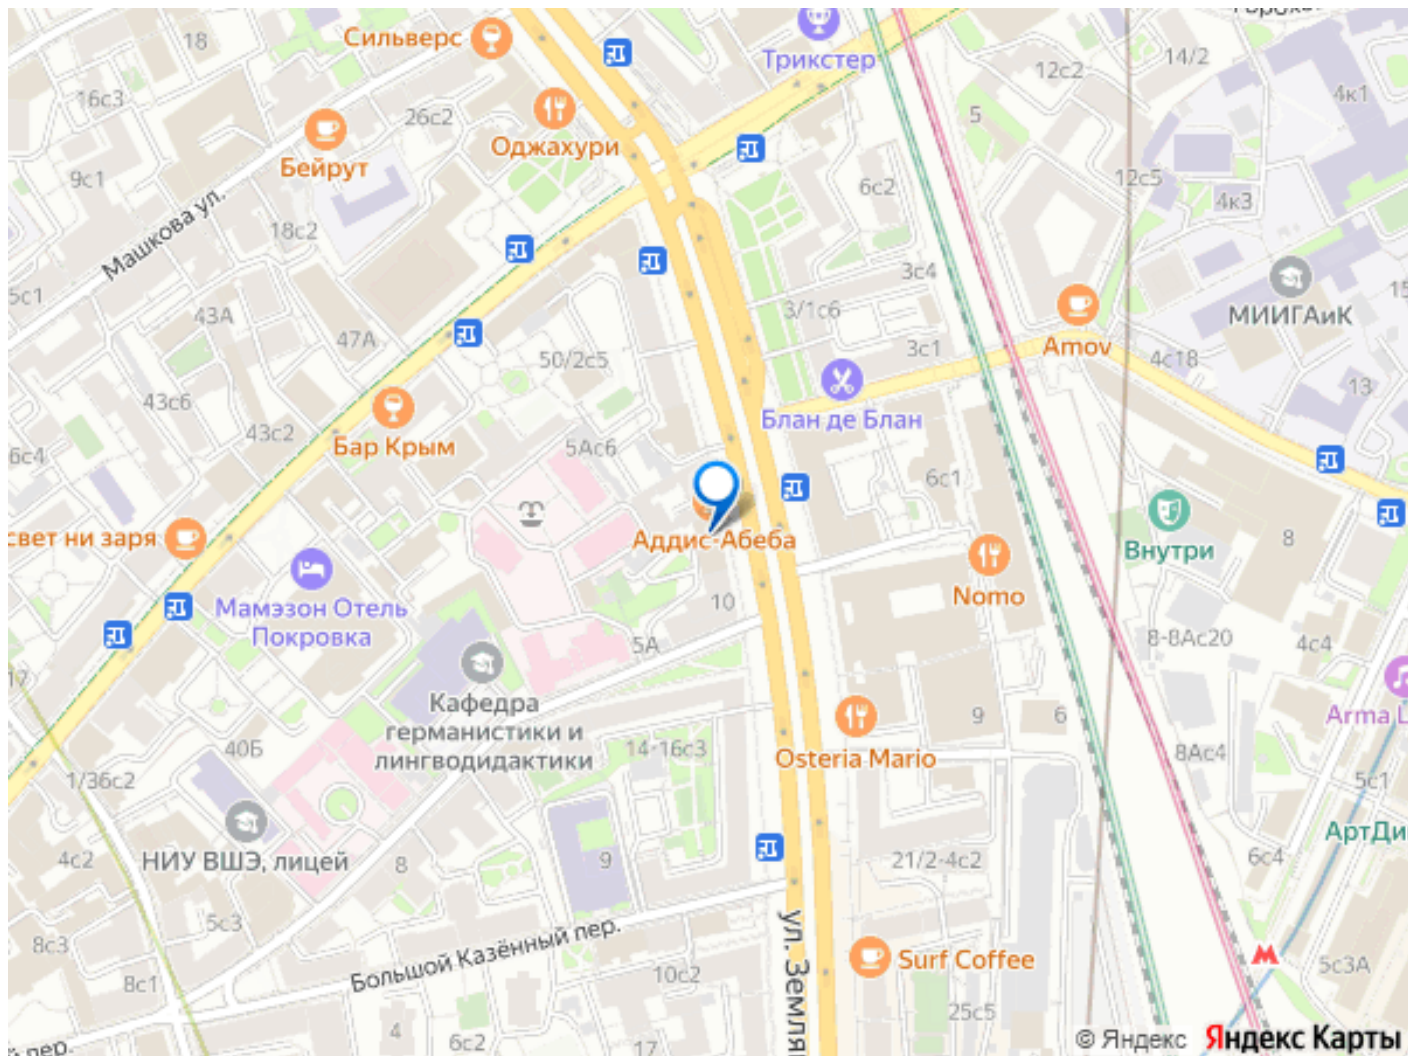 18
Сильверс
Трикстер
14/2
12с2
4к1
16с3
26с2
Оджахури
5
Бейрут
9с1
12с5
6с2
4к3
Машкова ул.
18с2
3с4
МИИГАиК
15
5с1
43А
3/1с6
47А
3с1
Amov
4с18
50/2с5
13
43с6
Блан де Блан
43с2
Бар Крым
5Ас6
6с4
6с1
свет ни заря
Аддис-Абеба
8
Внутри
Мамэзон Отель
Покровка
10
Nomo
5А
8-8Ас20
4с4
17
Кафедра
германистики и
лингводидактики
14-16с3
9
6
Arma
40Б
Osteria Mario
8Ас4
1/36с2
5с1
АртДи
4с2
НИУ ВШЭ, лицей
8
9
21/2-4с2
6с4
5с3
8с3
Большой Казённый пер.
ул. Земля
Surf Coffee
10с2
5с3А
8с1
25с5
4
6с2
17
пер.
© Яндекс
Яндекс Карты